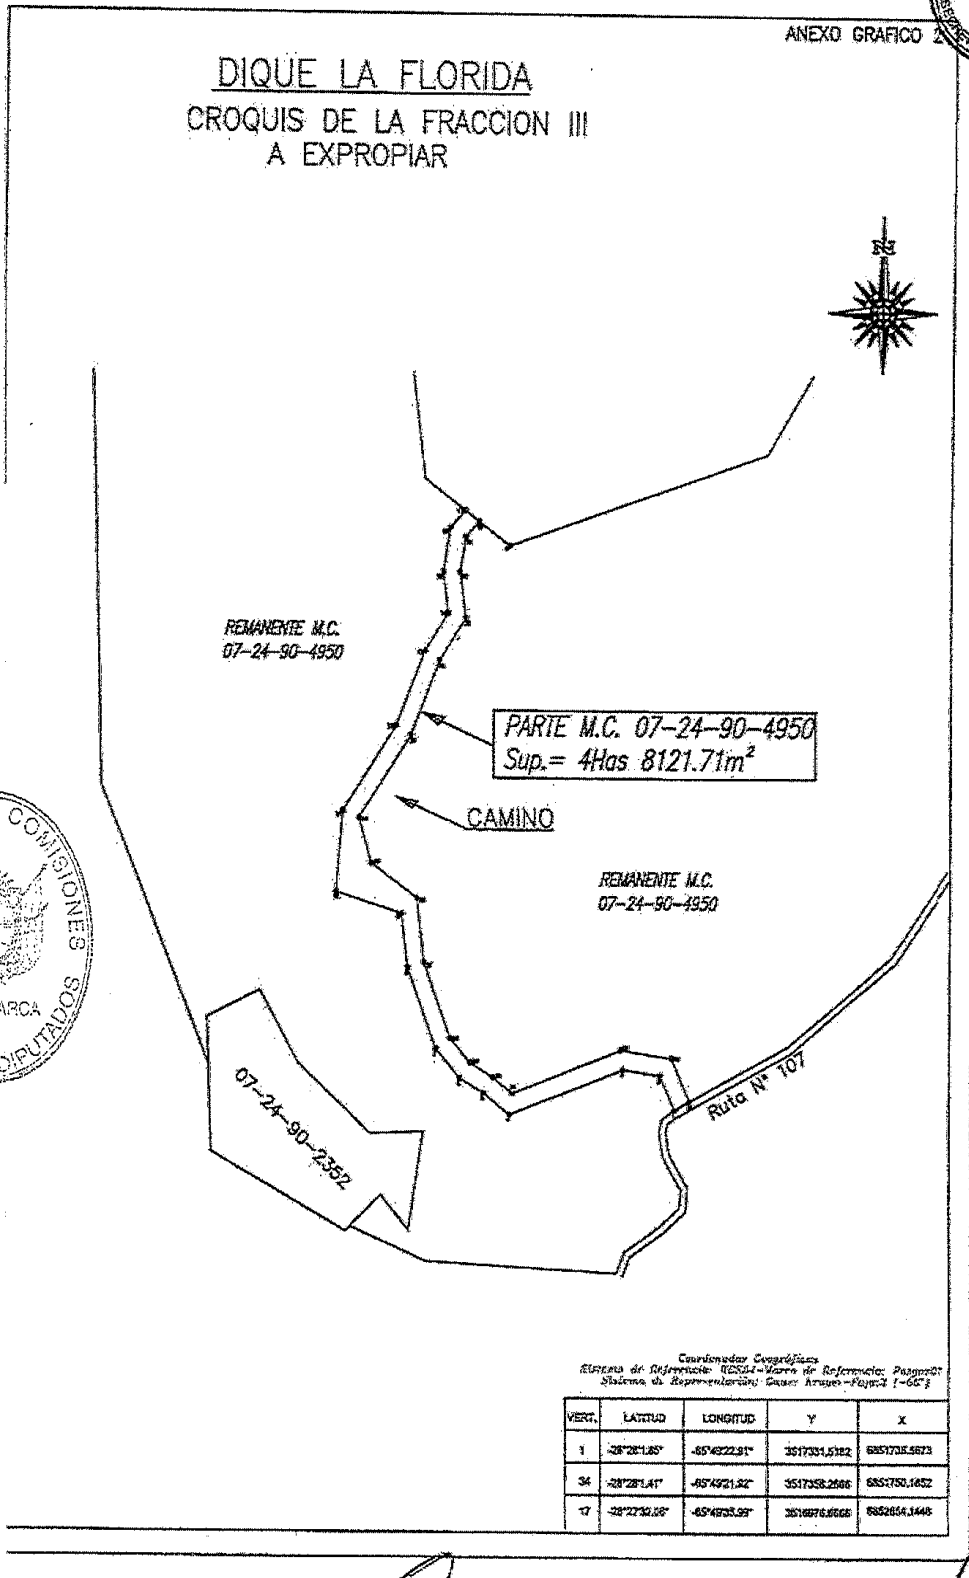 ANEXO GRAFICO 2
DIQUE LA FLORIDA
CROQUIS DE LA FRACCION III
A EXPROPIAR
N
REMANENTE M.C.
07-24-90-4950
PARTE M.C. 07-24-90-4950
Sup.= 4Has 8121.71m²
CAMINO
REMANENTE M.C.
07-24-90-4950
COMISIONES
DIPUTADOS
Ruta N° 107
07-24-90-2352
Coordenadas Geográficas
VERT. LATITUD LONGITUD Y X
1
34
17